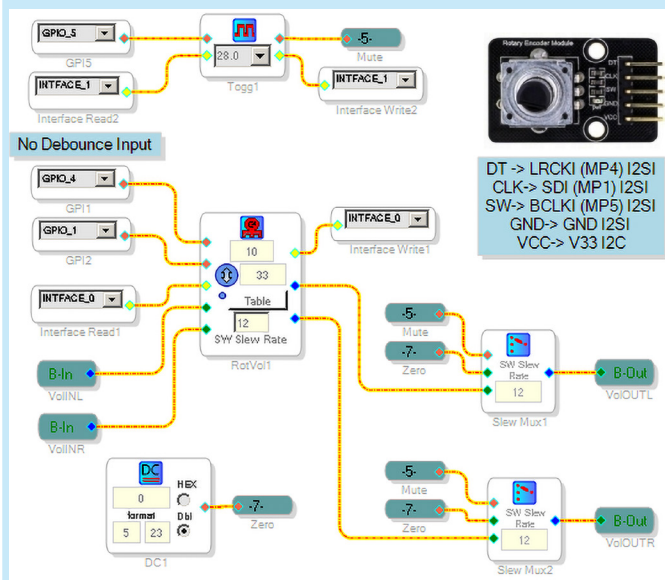 GPIO_5
GPI5
INTFACE_1
Interface Read2
28.0
Togg1
-5-
Mute
INTFACE_1
Interface Write2
Rotary Encoder Module
DT
CLK
SW
GND
VCC
No Debounce Input
DT -> LRCKI (MP4) I2SI
CLK-> SDI (MP1) I2SI
SW-> BCLKI (MP5) I2SI
GND-> GND I2SI
VCC-> V33 I2C
GPIO_4
GPI1
GPIO_1
GPI2
INTFACE_0
Interface Read1
10
33
Table
12
SW Slew Rate
RotVol1
INTFACE_0
Interface Write1
B-In
VolINL
B-In
VolINR
-5-
Mute
-7-
Zero
SW Slew
Rate
12
Slew Mux1
B-Out
VolOUTL
DC
0
HEX
format
Dbl
5 23
DC1
-7-
Zero
-5-
Mute
-7-
Zero
SW Slew
Rate
12
Slew Mux2
B-Out
VolOUTR